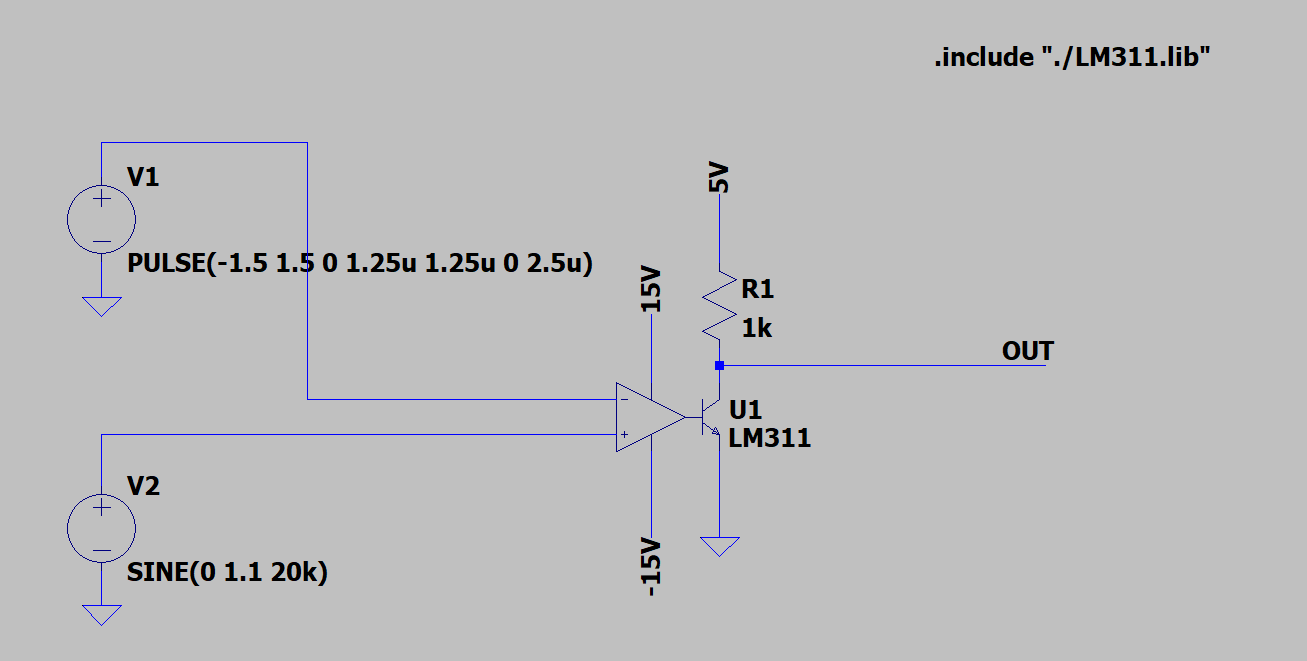 .include "./LM311.lib"
V1
PULSE(-1.5 1.5 0 1.25u 1.25u 0 2.5u)
5V
15V
R1
1k
OUT
U1
LM311
V2
SINE(0 1.1 20k)
-15V